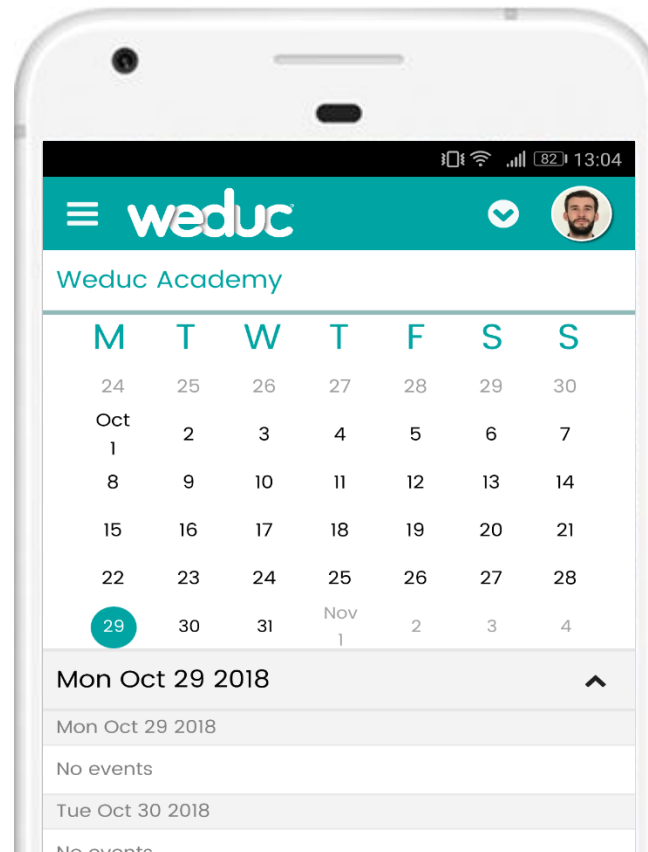 82 13:04
weduc
Weduc Academy
M T W T F S S
24 25 26 27 28 29 30
Oct
1 2 3 4 5 6 7
8 9 10 11 12 13 14
15 16 17 18 19 20 21
22 23 24 25 26 27 28
29 30 31 Nov
1 2 3 4
Mon Oct 29 2018
Mon Oct 29 2018
No events
Tue Oct 30 2018
No events